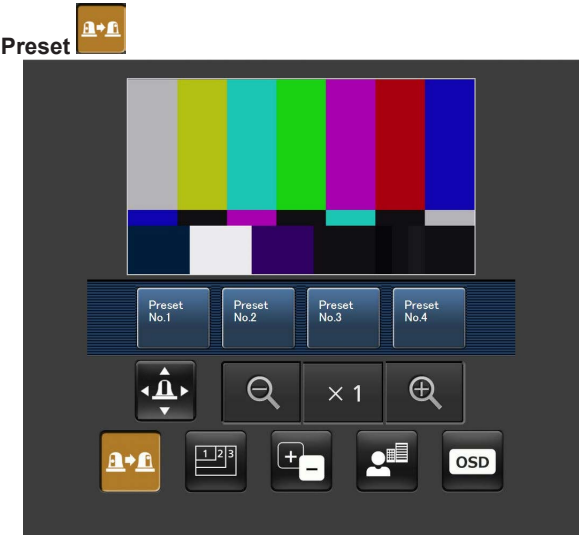 Preset
Preset No.1
Preset No.2
Preset No.3
Preset No.4
× 1
1 2 3
+
−
OSD